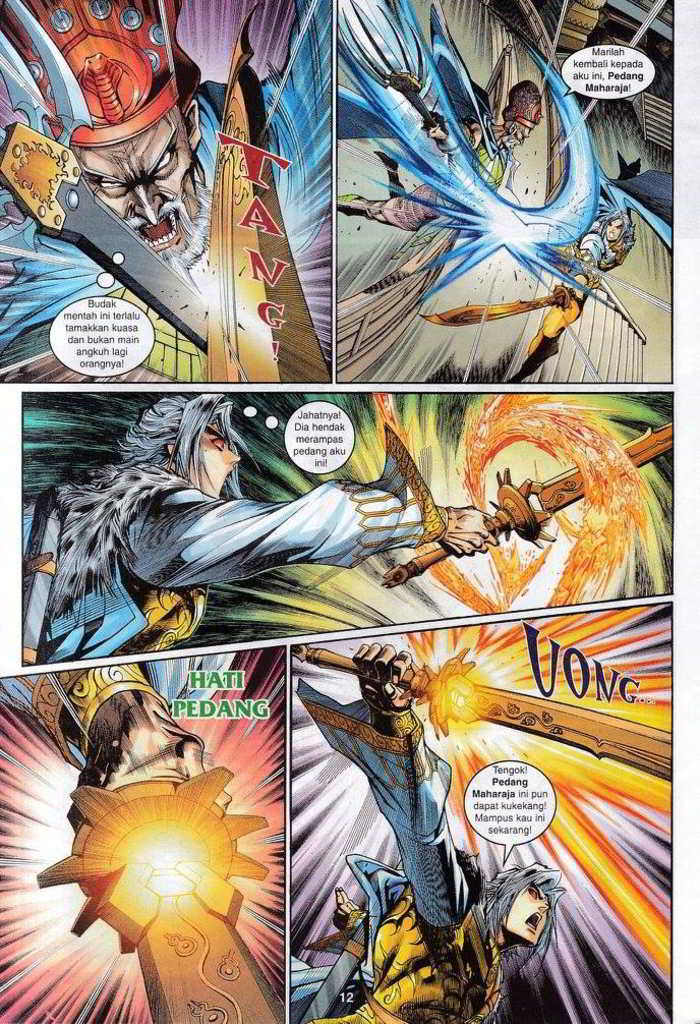 Budak
mentah ini terlalu
tamakkan kuasa
dan bukan main
angkuh lagi
orangnya!
TANG!
Marilah
kembali kepada
aku ini, Pedang
Maharaja!
Jahatnya!
Dia hendak
merampas
pedang aku
ini!
HATI
PEDANG
UONG...
Tengok!
Pedang
Maharaja ini pun
dapat kukekang!
Mampus kau ini
sekarang!
12